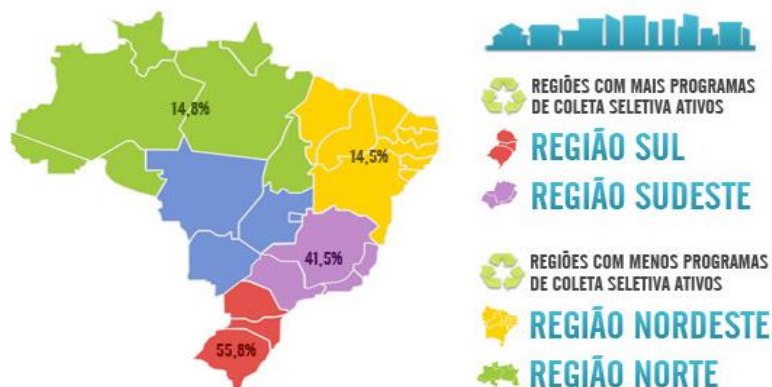 14,8%
14,5%
41,5%
55,8%
REGIÕES COM MAIS PROGRAMAS
DE COLETA SELETIVA ATIVOS
REGIÃO SUL
REGIÃO SUDESTE
REGIÕES COM MENOS PROGRAMAS
DE COLETA SELETIVA ATIVOS
REGIÃO NORDESTE
REGIÃO NORTE